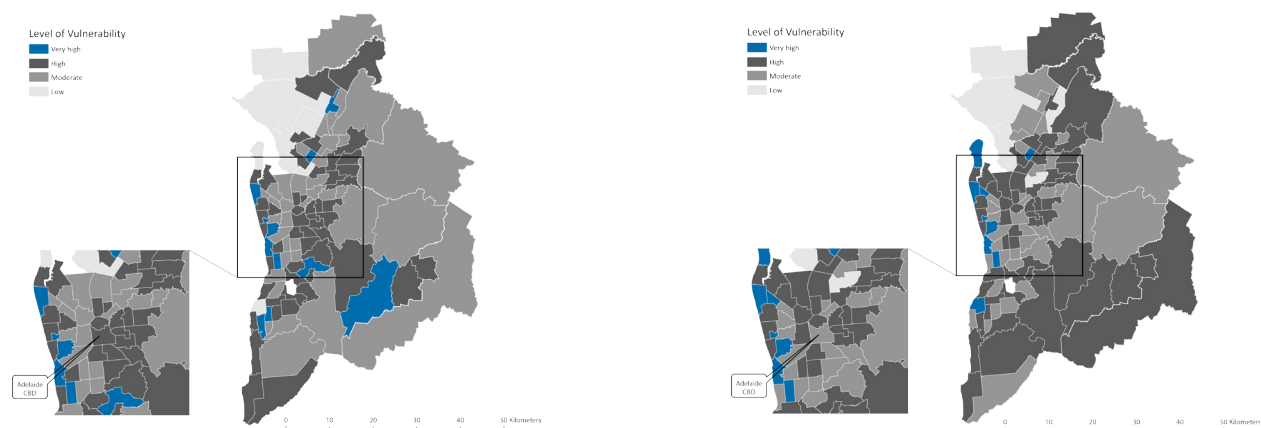 Level of Vulnerability
Very high
High
Moderate
Low
Adelaide
CBD
0 10 20 30 40 50 Kilometers
Level of Vulnerability
Very high
High
Moderate
Low
Adelaide
CBD
0 10 20 30 40 50 Kilometers